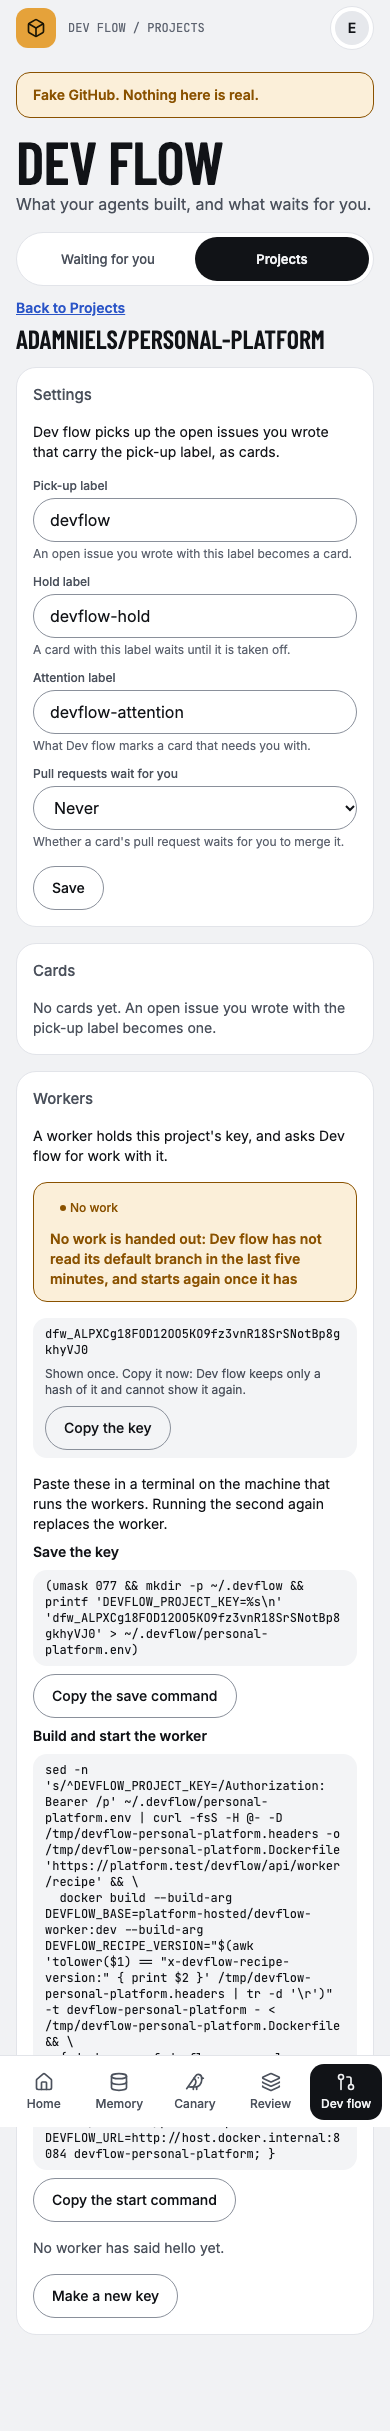 DEV FLOW / PROJECTS
E
Fake GitHub. Nothing here is real.
DEV FLOW
What your agents built, and what waits for you.
Waiting for you
Projects
Back to Projects
ADAMNIELS/PERSONAL-PLATFORM
Settings
Dev flow picks up the open issues you wrote
that carry the pick-up label, as cards.
Pick-up label
devflow
An open issue you wrote with this label becomes a card.
Hold label
devflow-hold
A card with this label waits until it is taken off.
Attention label
devflow-attention
What Dev flow marks a card that needs you with.
Pull requests wait for you
Never
Whether a card's pull request waits for you to merge it.
Save
Cards
No cards yet. An open issue you wrote with the
pick-up label becomes one.
Workers
A worker holds this project's key, and asks Dev
flow for work with it.
No work
No work is handed out: Dev flow has not
read its default branch in the last five
minutes, and starts again once it has
dfw_ALPXCg18FOD12OO5KO9fz3vnR18SrSNotBp8g
khyVJ0
Shown once. Copy it now: Dev flow keeps only a
hash of it and cannot show it again.
Copy the key
Paste these in a terminal on the machine that
runs the workers. Running the second again
replaces the worker.
Save the key
(umask 077 && mkdir -p ~/.devflow &&
printf 'DEVFLOW_PROJECT_KEY=%s\n'
'dfw_ALPXCg18FOD12OO5KO9fz3vnR18SrSNotBp8
gkhyVJ0' > ~/.devflow/personal-
platform.env)
Copy the save command
Build and start the worker
sed -n
's/^DEVFLOW_PROJECT_KEY=/Authorization:
Bearer /p' ~/.devflow/personal-
platform.env | curl -fsS -H @- -D
/tmp/devflow-personal-platform.headers -o
/tmp/devflow-personal-platform.Dockerfile
'https://platform.test/devflow/api/worker
/recipe' && \
docker build --build-arg
DEVFLOW_BASE=platform-hosted/devflow-
worker:dev --build-arg
DEVFLOW_RECIPE_VERSION="$(awk
'tolower($1) == "x-devflow-recipe-
version:" { print $2 }' /tmp/devflow-
personal-platform.headers | tr -d '\r')"
-t devflow-personal-platform - <
/tmp/devflow-personal-platform.Dockerfile
&& \
Home
Memory
Canary
Review
Dev flow
DEVFLOW_URL=http://host.docker.internal:8
084 devflow-personal-platform; }
Copy the start command
No worker has said hello yet.
Make a new key